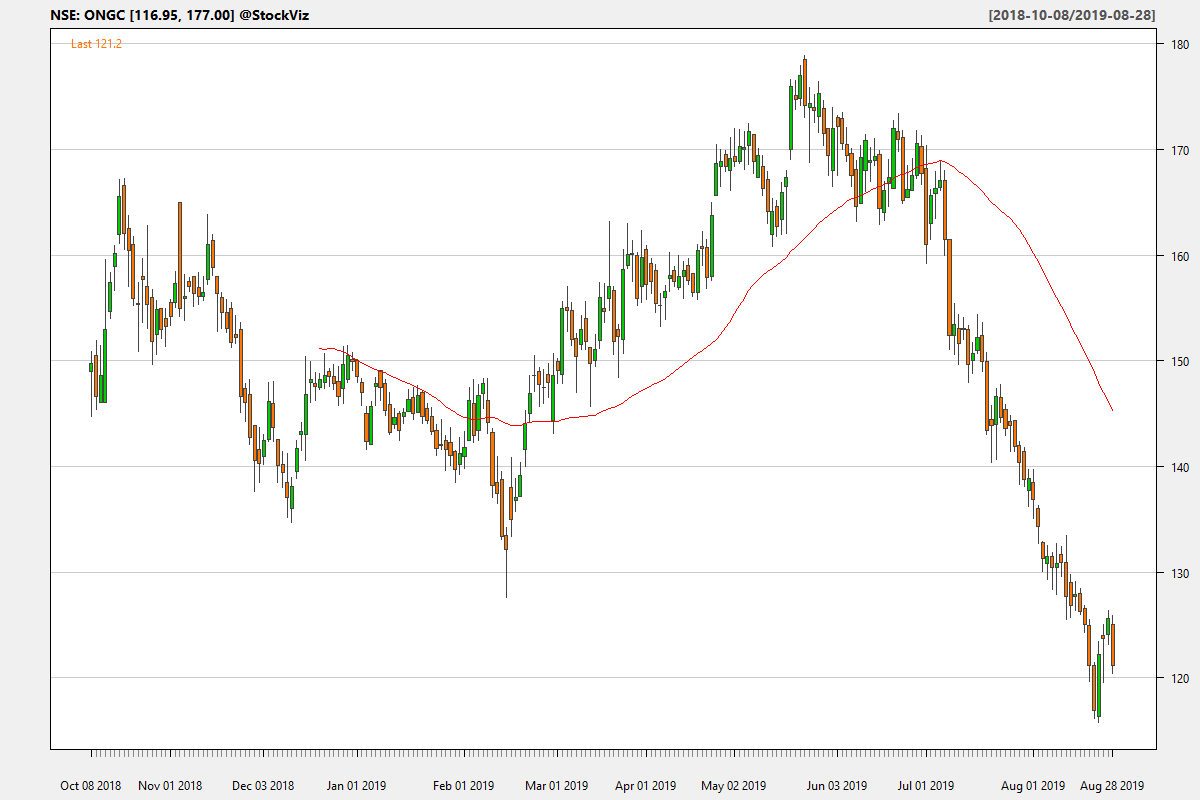 NSE: ONGC [116.95, 177.00] @StockViz [2018-10-08/2019-08-28]
Last 121.2
180
170
160
150
140
130
120
Oct 08 2018 Nov 01 2018 Dec 03 2018 Jan 01 2019 Feb 01 2019 Mar 01 2019 Apr 01 2019 May 02 2019 Jun 03 2019 Jul 01 2019 Aug 01 2019 Aug 28 2019